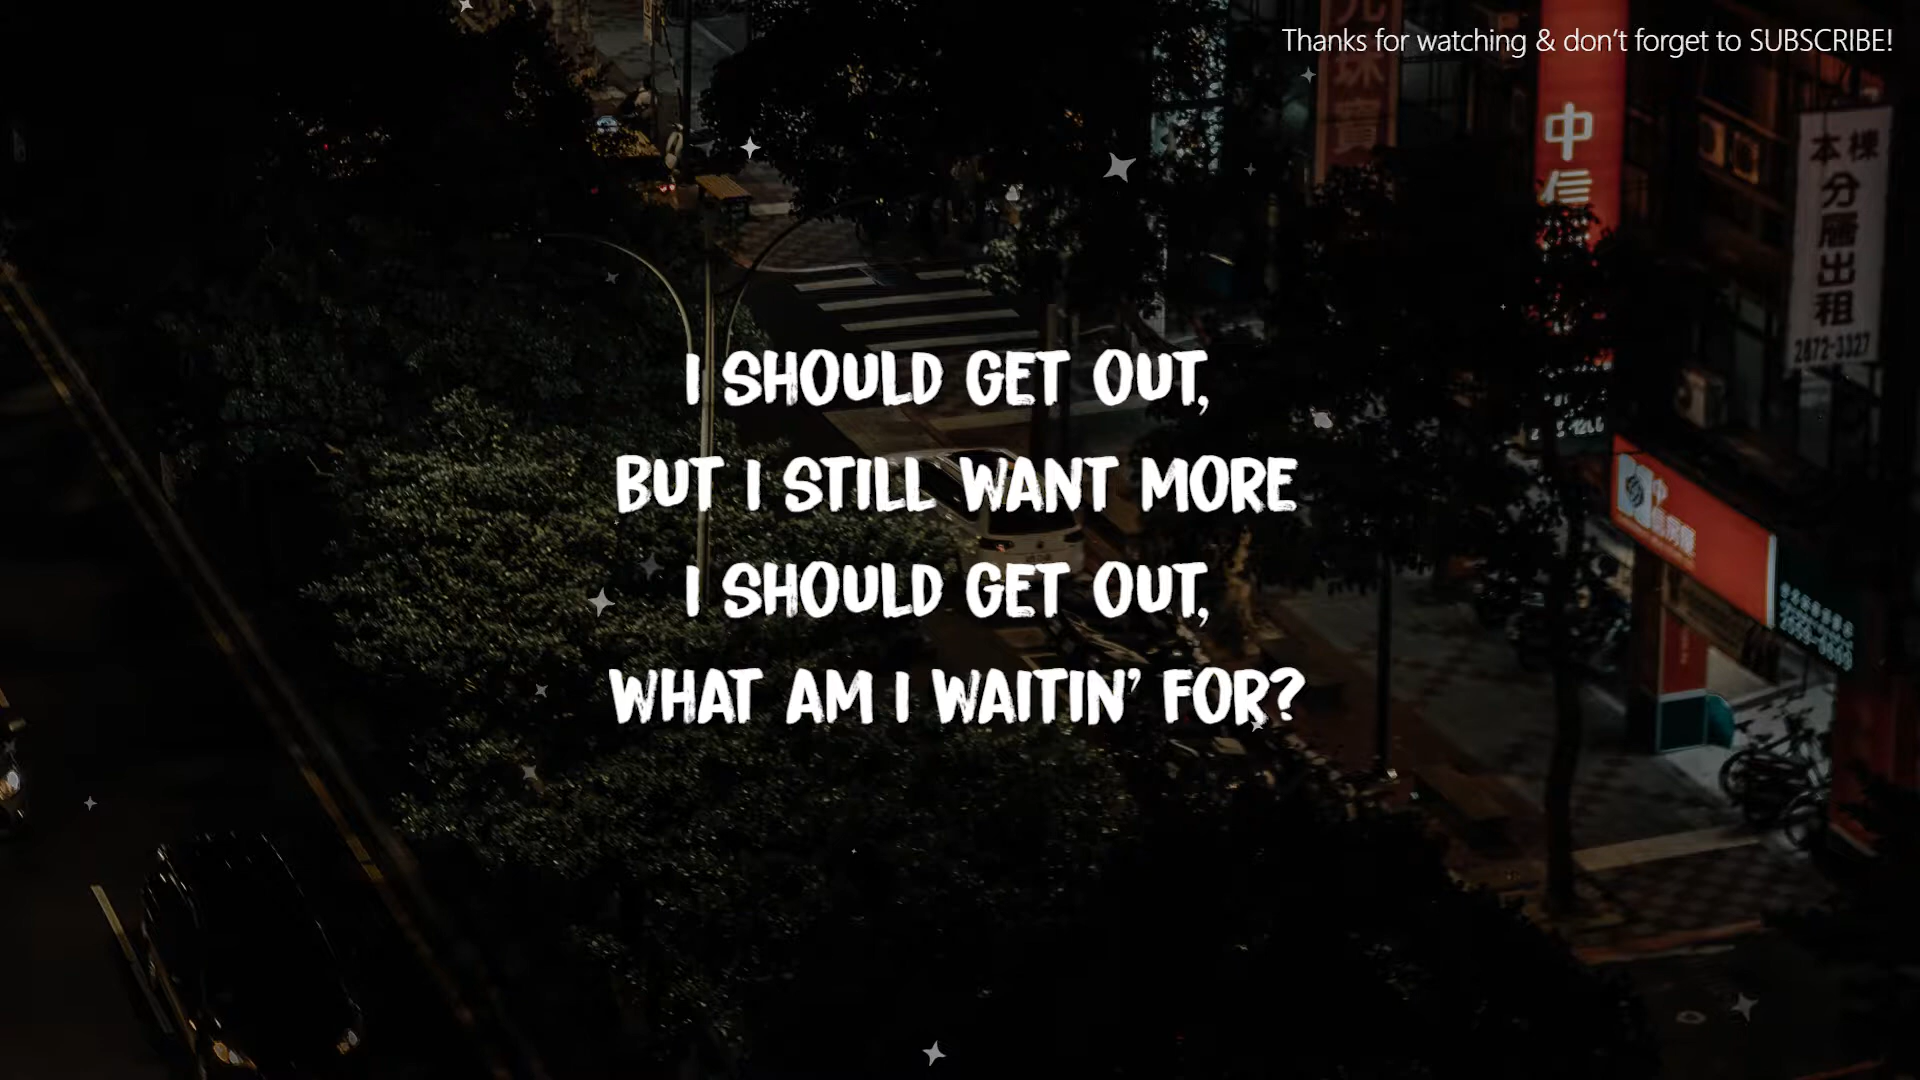 Thanks for watching & don't forget to SUBSCRIBE!
I SHOULD GET OUT,
BUT I STILL WANT MORE
I SHOULD GET OUT,
WHAT AM I WAITIN' FOR?
中信
本棟
分層出租
2872-3327